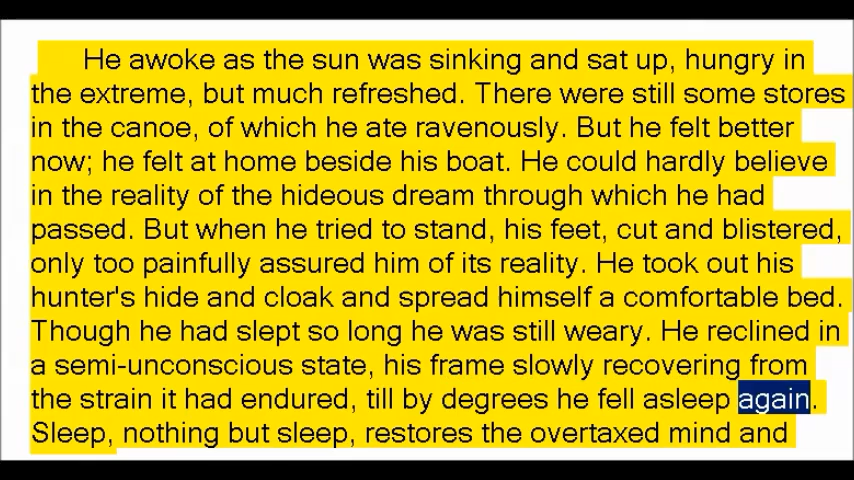 He awoke as the sun was sinking and sat up, hungry in
the extreme, but much refreshed. There were still some stores
in the canoe, of which he ate ravenously. But he felt better
now; he felt at home beside his boat. He could hardly believe
in the reality of the hideous dream through which he had
passed. But when he tried to stand, his feet, cut and blistered,
only too painfully assured him of its reality. He took out his
hunter's hide and cloak and spread himself a comfortable bed.
Though he had slept so long he was still weary. He reclined in
a semi-unconscious state, his frame slowly recovering from
the strain it had endured, till by degrees he fell asleep again.
Sleep, nothing but sleep, restores the overtaxed mind and